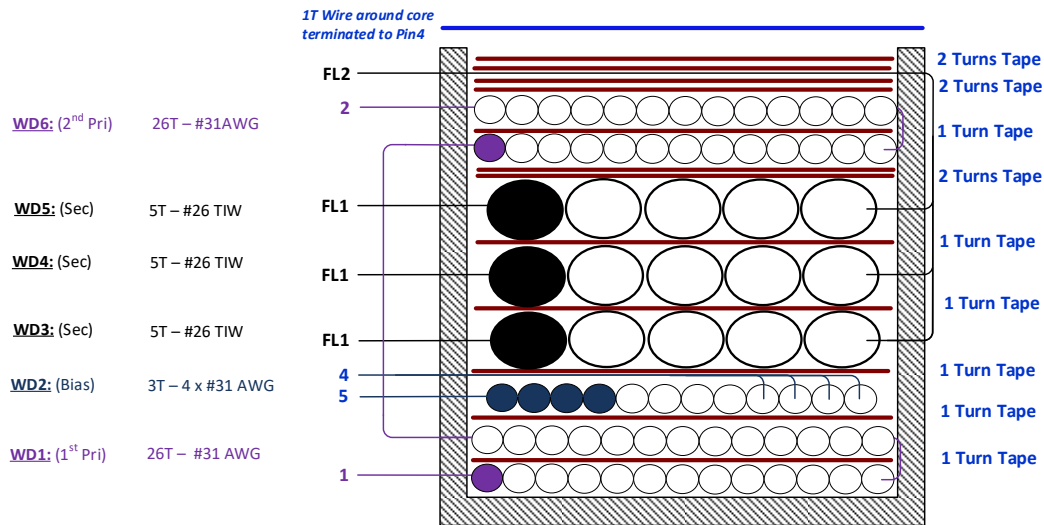 1T Wire around core
terminated to Pin4
2 Turns Tape
FL2
2 Turns Tape
2
WD6: (2nd Pri) 26T – #31AWG
1 Turn Tape
2 Turns Tape
WD5: (Sec) 5T – #26 TIW
FL1
1 Turn Tape
WD4: (Sec) 5T – #26 TIW
FL1
1 Turn Tape
WD3: (Sec) 5T – #26 TIW
FL1
1 Turn Tape
WD2: (Bias) 3T – 4 x #31 AWG
4
5
1 Turn Tape
WD1: (1st Pri) 26T – #31 AWG
1 Turn Tape
1